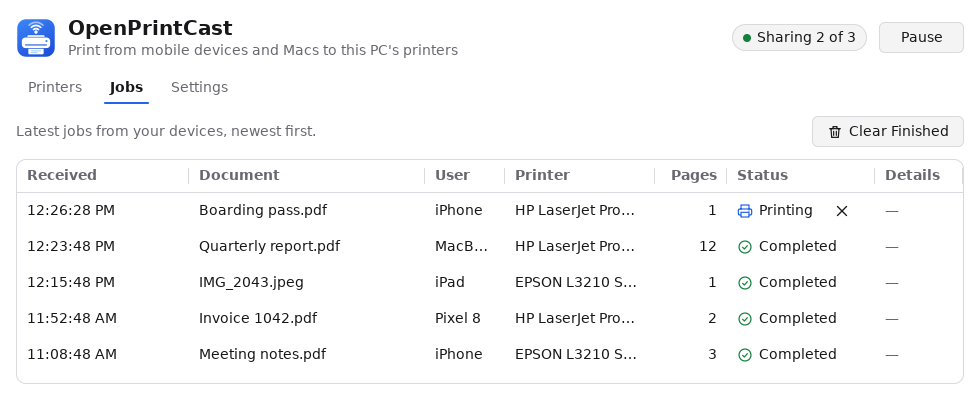 OpenPrintCast
Print from mobile devices and Macs to this PC's printers
Sharing 2 of 3
Pause
Printers Jobs Settings
Latest jobs from your devices, newest first.
Clear Finished
Received Document User Printer Pages Status Details
12:26:28 PM Boarding pass.pdf iPhone HP LaserJet Pro… 1 Printing —
12:23:48 PM Quarterly report.pdf MacB… HP LaserJet Pro… 12 Completed —
12:15:48 PM IMG_2043.jpeg iPad EPSON L3210 S… 1 Completed —
11:52:48 AM Invoice 1042.pdf Pixel 8 HP LaserJet Pro… 2 Completed —
11:08:48 AM Meeting notes.pdf iPhone EPSON L3210 S… 3 Completed —